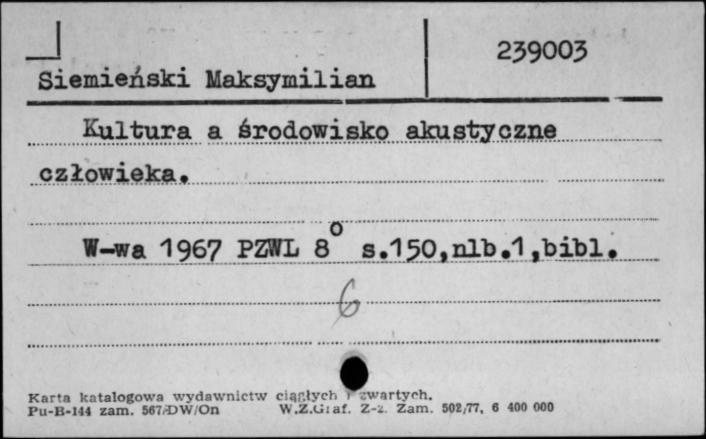 239003
Siemieński Maksymilian
Kultura a środowisko akustyczne
człowieka.
W-wa 1967 PZWL 8° s.150,nlb.1,bibl.
6
Karta katalogowa wydawnictw ciągłych i zwartych.
Pu-B-144 zam. 567/DW/On W.Z.Graf. Z-2. Zam. 502/77. 6 400 000